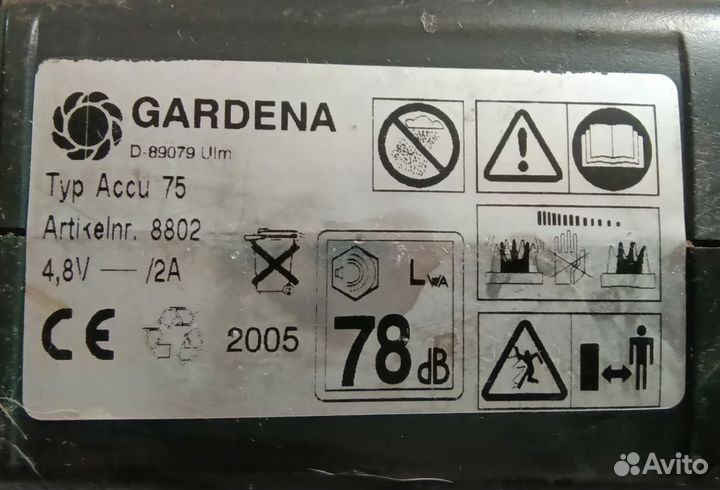 GARDENA
D-89079 Ulm
Typ Accu 75
Artikelnr. 8802
4,8V — /2A
CE
2005
LWA
78 dB
Avito